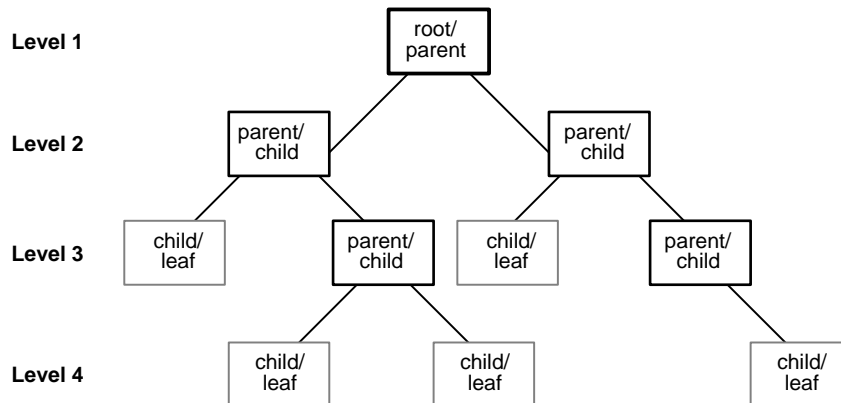 Level 1
root/
parent
Level 2
parent/
child
parent/
child
Level 3
child/
leaf
parent/
child
child/
leaf
parent/
child
Level 4
child/
leaf
child/
leaf
child/
leaf